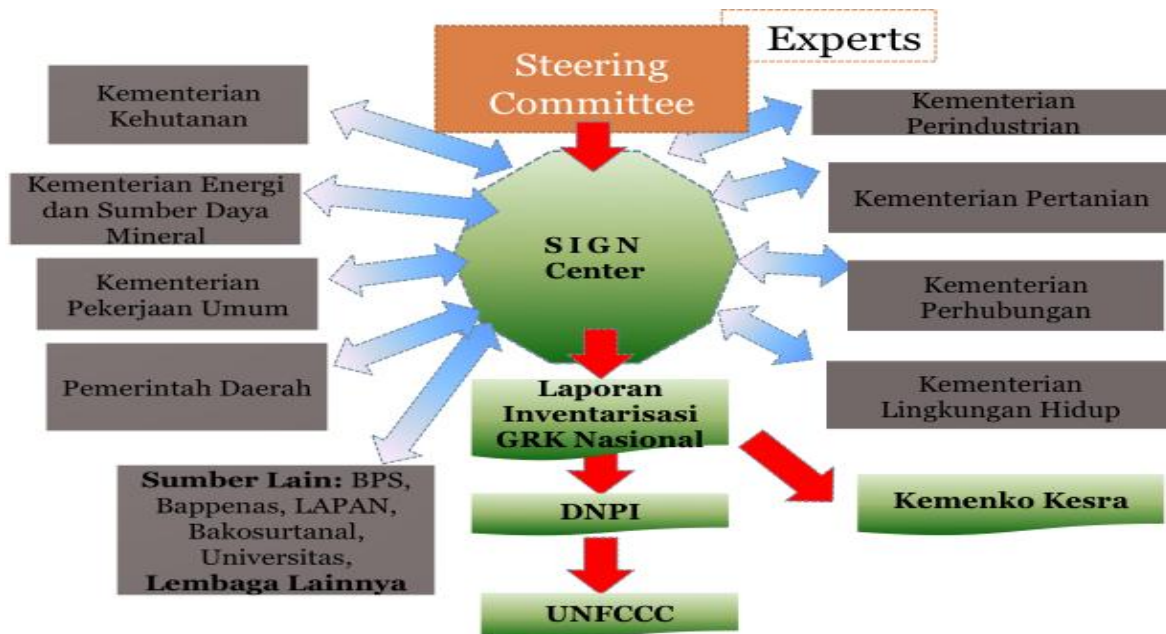 Experts
Steering
Committee
Kementerian
Kehutanan
Kementerian
Perindustrian
Kementerian Energi
dan Sumber Daya
Mineral
Kementerian Pertanian
SIGN
Center
Kementerian
Pekerjaan Umum
Kementerian
Perhubungan
Pemerintah Daerah
Kementerian
Lingkungan Hidup
Laporan
Inventarisasi
GRK Nasional
Sumber Lain: BPS,
Bappenas, LAPAN,
Bakosurtanal,
Universitas,
Lembaga Lainnya
DNPI
Kemenko Kesra
UNFCCC